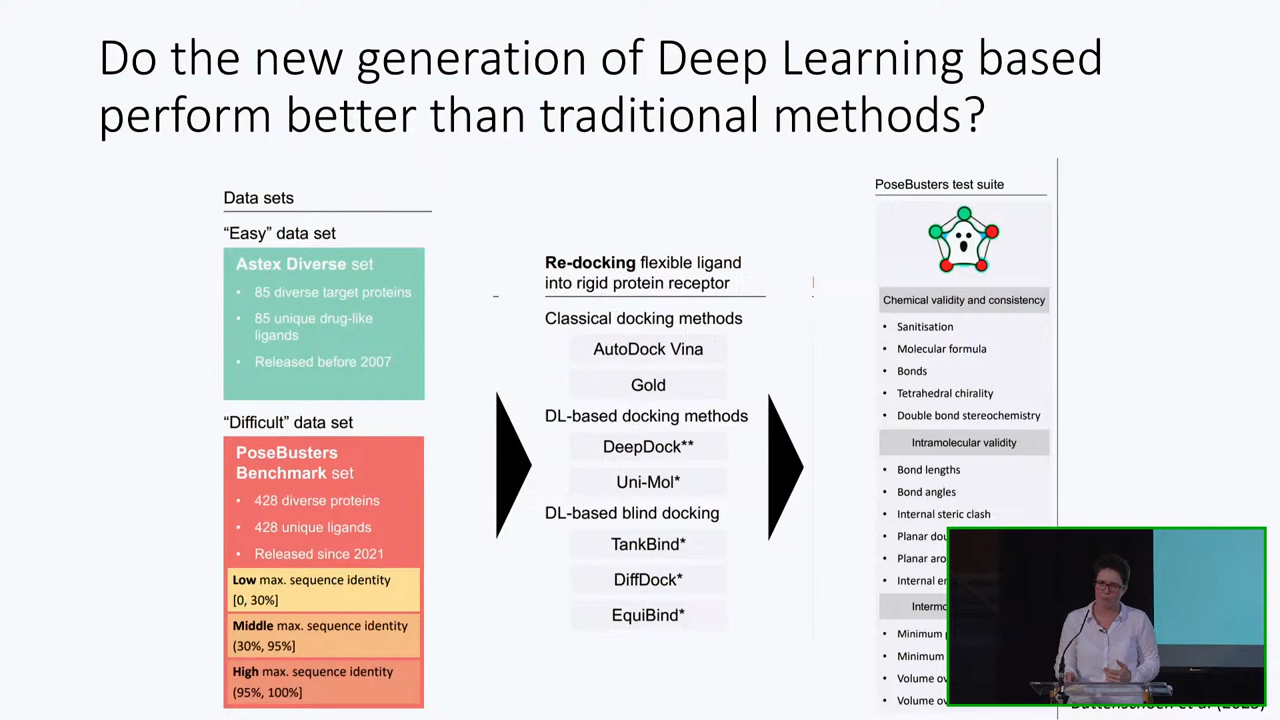 Do the new generation of Deep Learning based
perform better than traditional methods?
Data sets
“Easy” data set
Astex Diverse set
• 85 diverse target proteins
• 85 unique drug-like
ligands
• Released before 2007
“Difficult” data set
PoseBusters
Benchmark set
• 428 diverse proteins
• 428 unique ligands
• Released since 2021
Low max. sequence identity
[0, 30%]
Middle max. sequence identity
(30%, 95%]
High max. sequence identity
(95%, 100%]
Re-docking flexible ligand
into rigid protein receptor
Classical docking methods
AutoDock Vina
Gold
DL-based docking methods
DeepDock**
Uni-Mol*
DL-based blind docking
TankBind*
DiffDock*
EquiBind*
PoseBusters test suite
Chemical validity and consistency
• Sanitisation
• Molecular formula
• Bonds
• Tetrahedral chirality
• Double bond stereochemistry
Intramolecular validity
• Bond lengths
• Bond angles
• Internal steric clash
• Planar
• Planar
• Internal
• Minimum
• Minimum
• Volume
• Volume